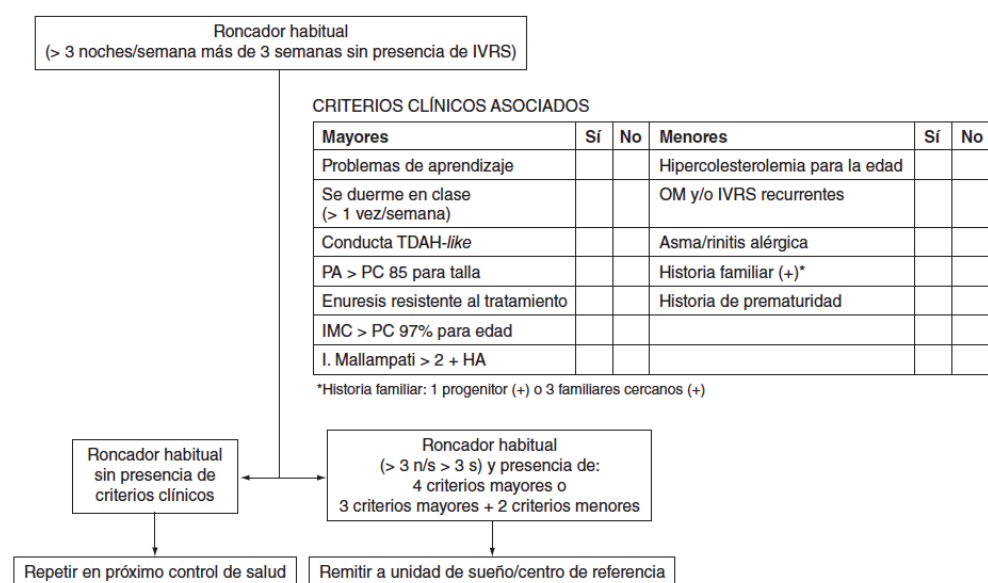 Roncador habitual
(> 3 noches/semana más de 3 semanas sin presencia de IVRS)
CRITERIOS CLÍNICOS ASOCIADOS
Mayores Sí No Menores Sí No
Problemas de aprendizaje Hipercolesterolemia para la edad
Se duerme en clase OM y/o IVRS recurrentes
(> 1 vez/semana)
Conducta TDAH-like Asma/rinitis alérgica
PA > PC 85 para talla Historia familiar (+)*
Enuresis resistente al tratamiento Historia de prematuridad
IMC > PC 97% para edad
I. Mallampati > 2 + HA
*Historia familiar: 1 progenitor (+) o 3 familiares cercanos (+)
Roncador habitual
sin presencia de
criterios clínicos
Roncador habitual
(> 3 n/s > 3 s) y presencia de:
4 criterios mayores o
3 criterios mayores + 2 criterios menores
Repetir en próximo control de salud
Remitir a unidad de sueño/centro de referencia